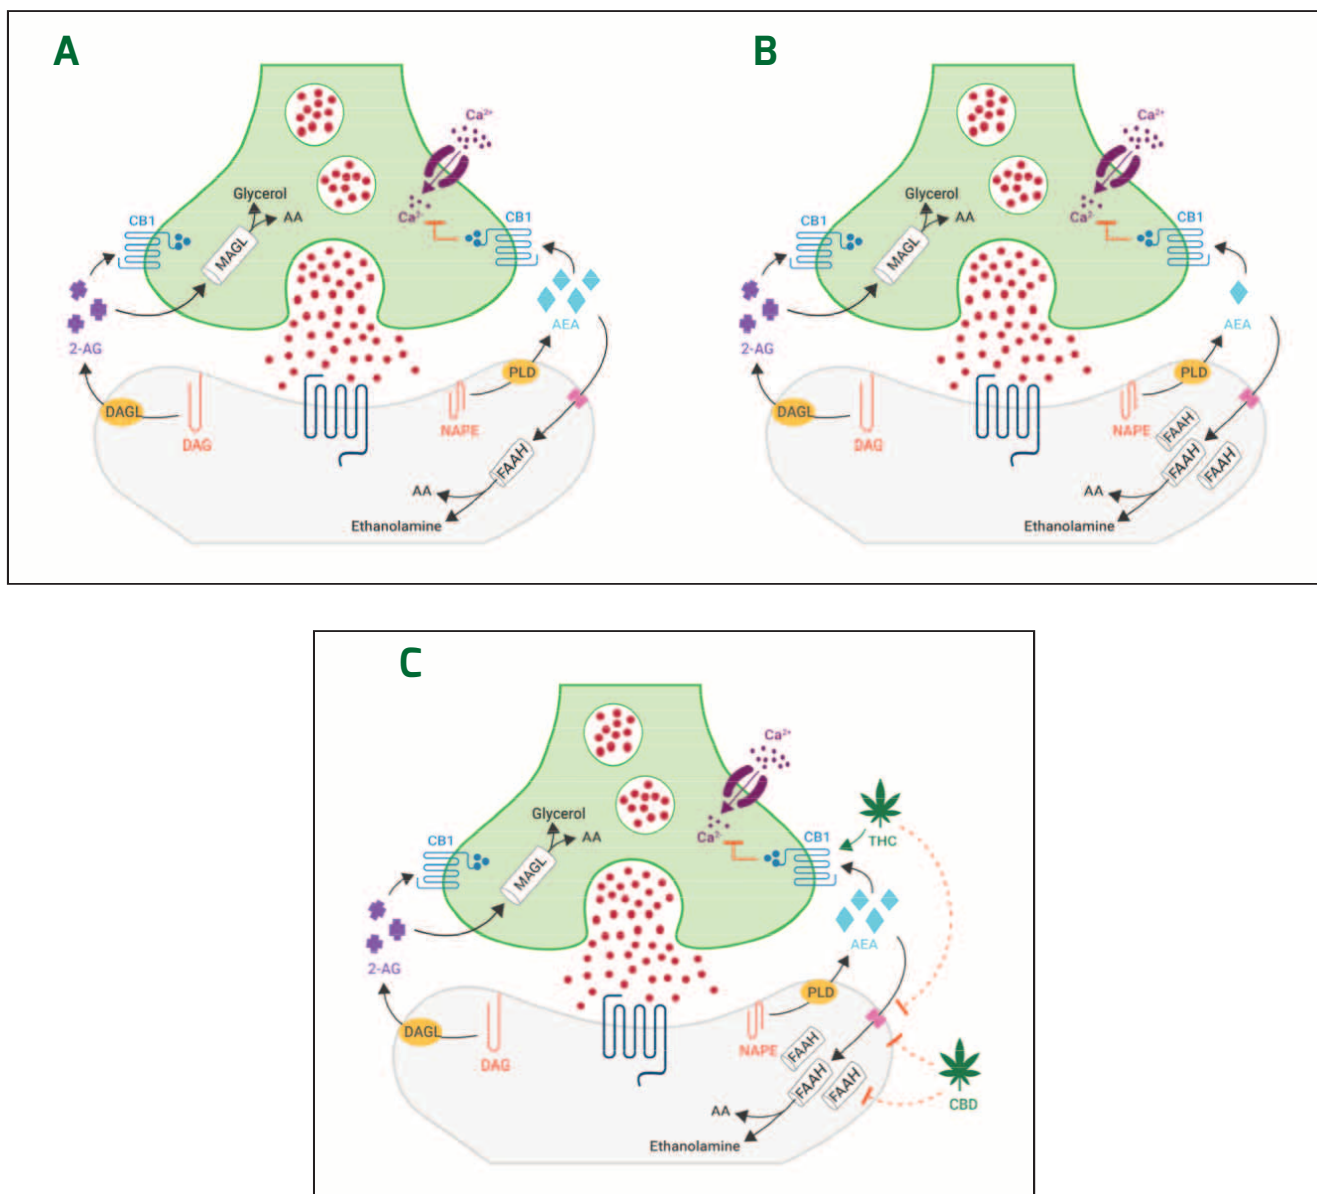 A
Ca²⁺
Glycerol
AA
CB1
MAGL
Ca²⁻
CB1
2-AG
AEA
PLD
DAGL
DAG
NAPE
FAAH
AA
Ethanolamine
B
Ca²⁺
Glycerol
AA
CB1
MAGL
Ca²⁻
CB1
2-AG
AEA
PLD
DAGL
DAG
NAPE
FAAH
FAAH
FAAH
AA
Ethanolamine
C
Ca²⁺
Glycerol
AA
CB1
MAGL
Ca²⁻
CB1
THC
2-AG
AEA
PLD
DAGL
DAG
NAPE
FAAH
FAAH
FAAH
CBD
AA
Ethanolamine